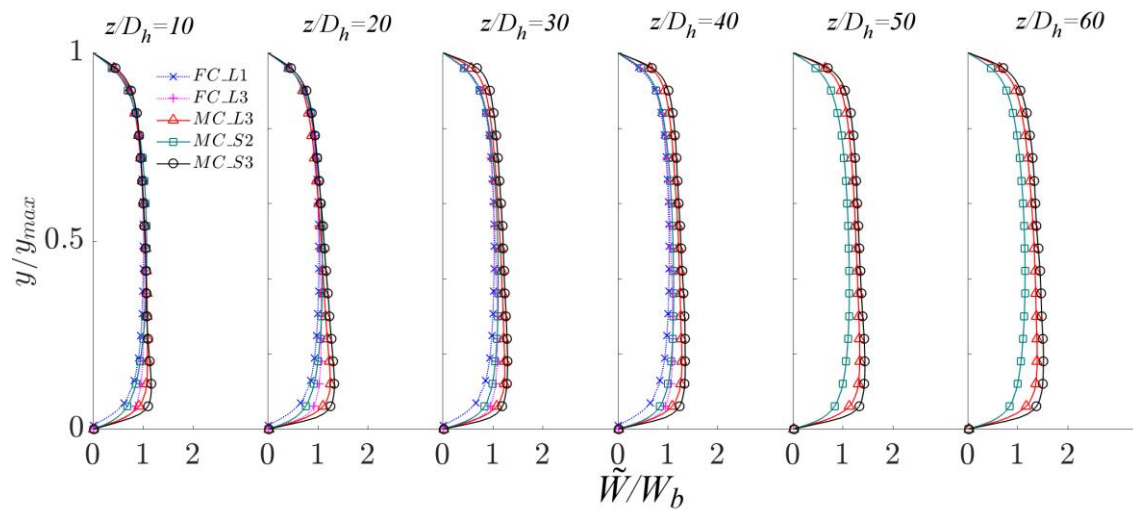 z/D_h=10 z/D_h=20 z/D_h=30 z/D_h=40 z/D_h=50 z/D_h=60
1
FC_L1
FC_L3
MC_L3
MC_S2
MC_S3
0.5
y/y_max
0
0 1 2 0 1 2 0 1 2 0 1 2 0 1 2 0 1 2
W̃/W_b